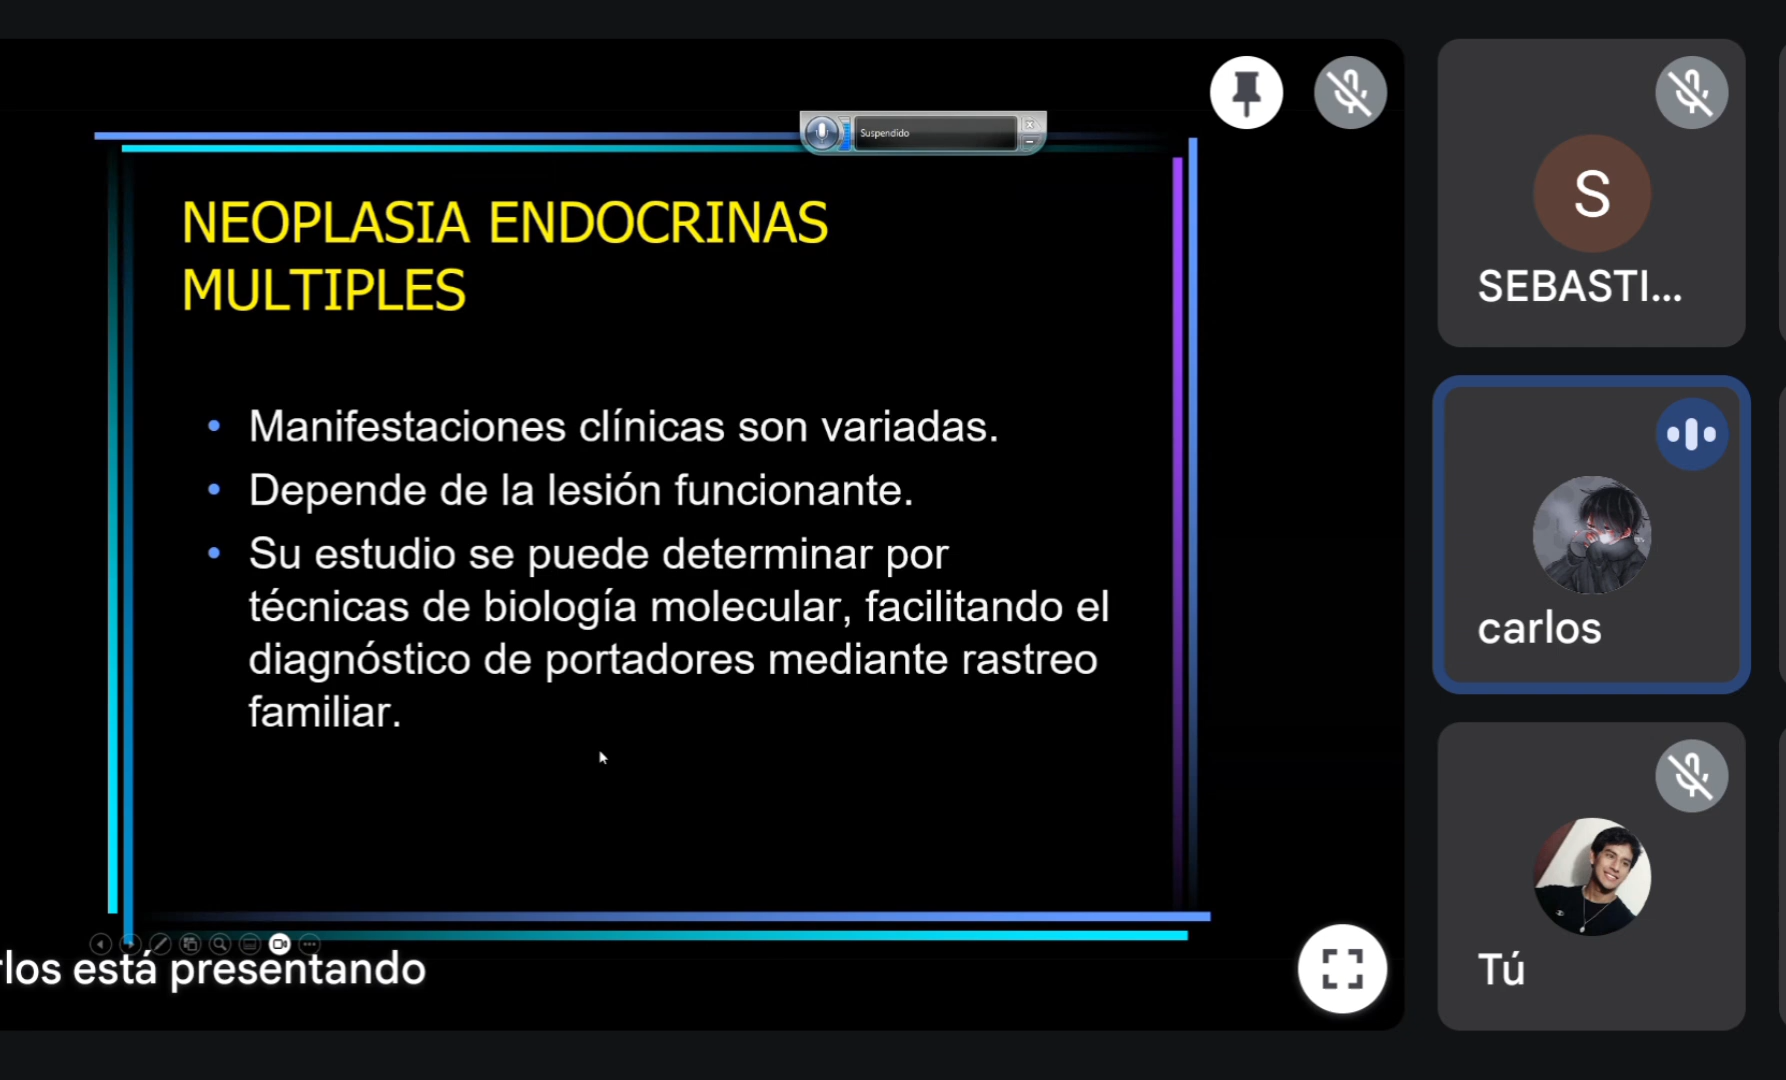 Suspendido
NEOPLASIA ENDOCRINAS
MULTIPLES
• Manifestaciones clínicas son variadas.
• Depende de la lesión funcionante.
• Su estudio se puede determinar por
técnicas de biología molecular, facilitando el
diagnóstico de portadores mediante rastreo
familiar.
rlos está presentando
S
SEBASTI...
carlos
Tú